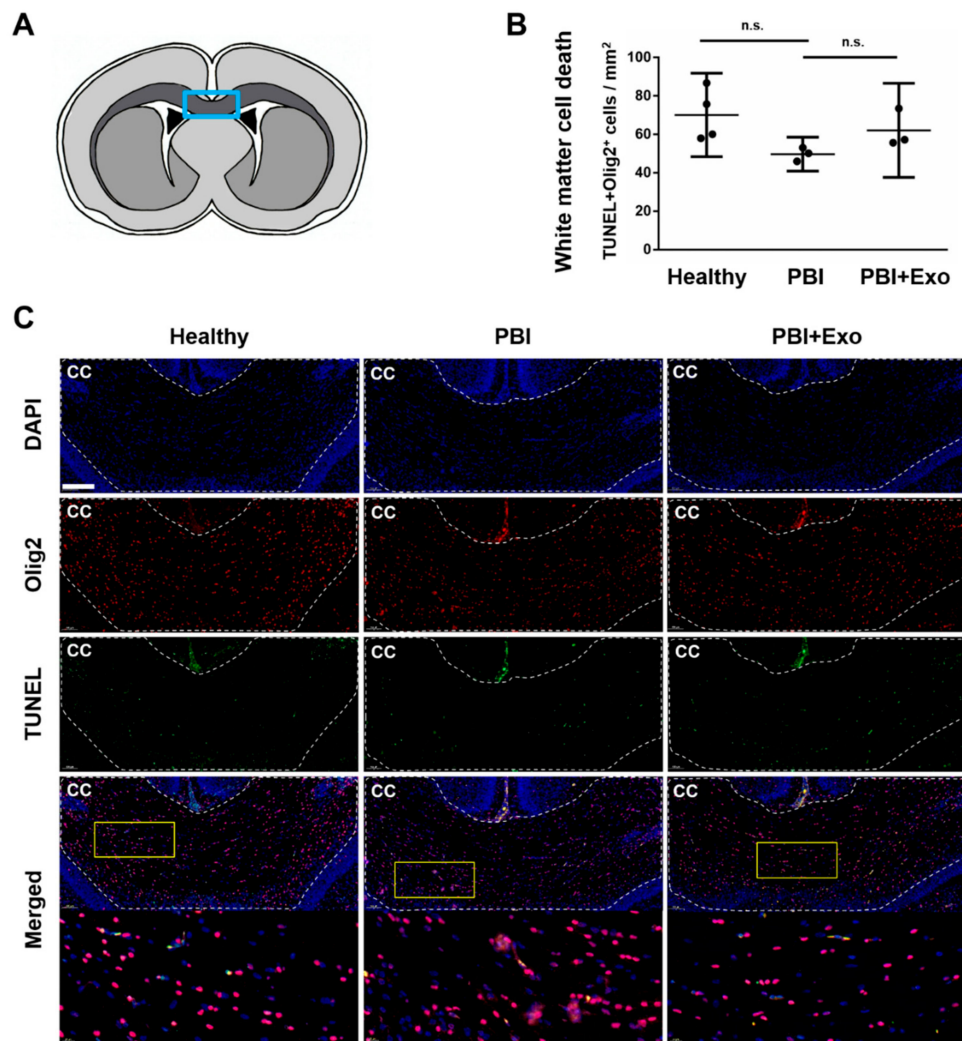 A
B
n.s.
n.s.
White matter cell death
TUNEL+Olig2⁺ cells / mm²
100
80
60
40
20
0
Healthy
PBI
PBI+Exo
C
Healthy
PBI
PBI+Exo
DAPI
CC
CC
CC
Olig2
CC
CC
CC
TUNEL
CC
CC
CC
Merged
CC
CC
CC